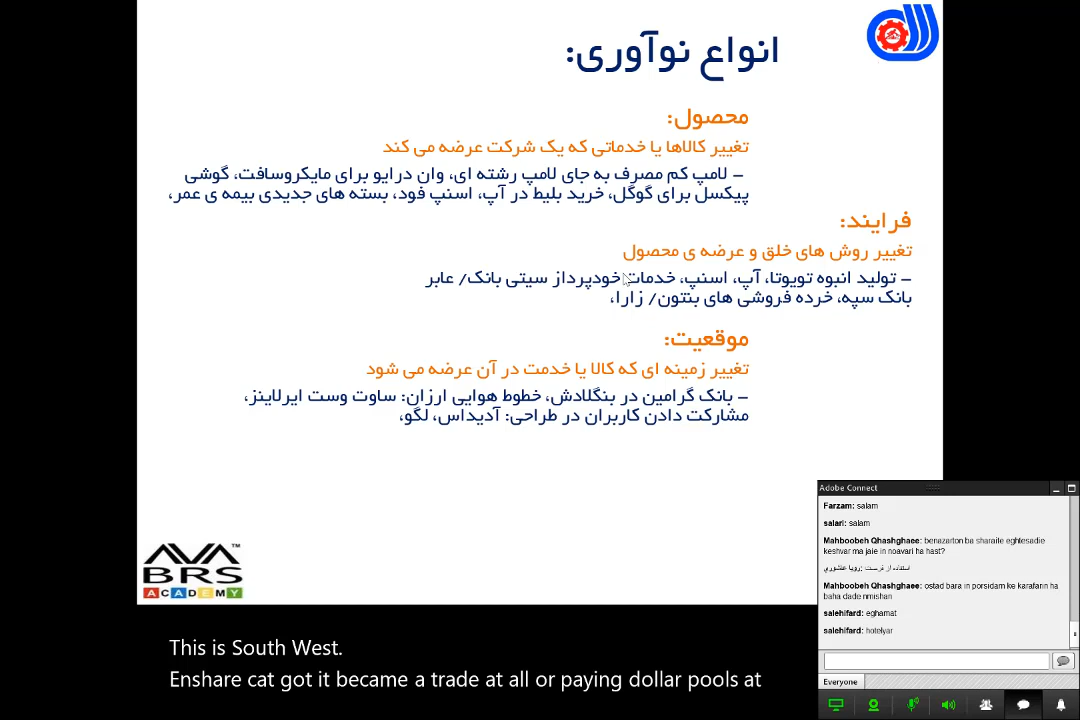 انواع نوآوری:
محصول:
تغییر کالاها یا خدماتی که یک شرکت عرضه می کند
- لامپ کم مصرف به جای لامپ رشته ای، وان درایو برای مایکروسافت، گوشی
پیکسل برای گوگل، خرید بلیط در آپ، اسنپ فود، بسته های جدیدی بیمه ی عمر،
فرایند:
تغییر روش های خلق و عرضه ی محصول
- تولید انبوه تویوتا، آپ، اسنپ، خدمات خودپرداز سیتی بانک/ عابر
بانک سپه، خرده فروشی های بنتون/ زارا،
موقعیت:
تغییر زمینه ای که کالا یا خدمت در آن عرضه می شود
- بانک گرامین در بنگلادش، خطوط هوایی ارزان: ساوت وست ایرلاینز،
مشارکت دادن کاربران در طراحی: آدیداس، لگو،
AVA™
BRS
ACADEMY
Adobe Connect
Farzam: salam
salari: salam
Mahboobeh Qhashghaee: benazarton ba sharaite eghtesadie
keshvar ma jaie in noavari ha hast?
استفاده از فرصت
Mahboobeh Qhashghaee: ostad bara in porsidam ke karafarin ha
baha dade nmishan
salehifard: eghamat
salehifard: hotelyar
Everyone
This is South West.
Enshare cat got it became a trade at all or paying dollar pools at